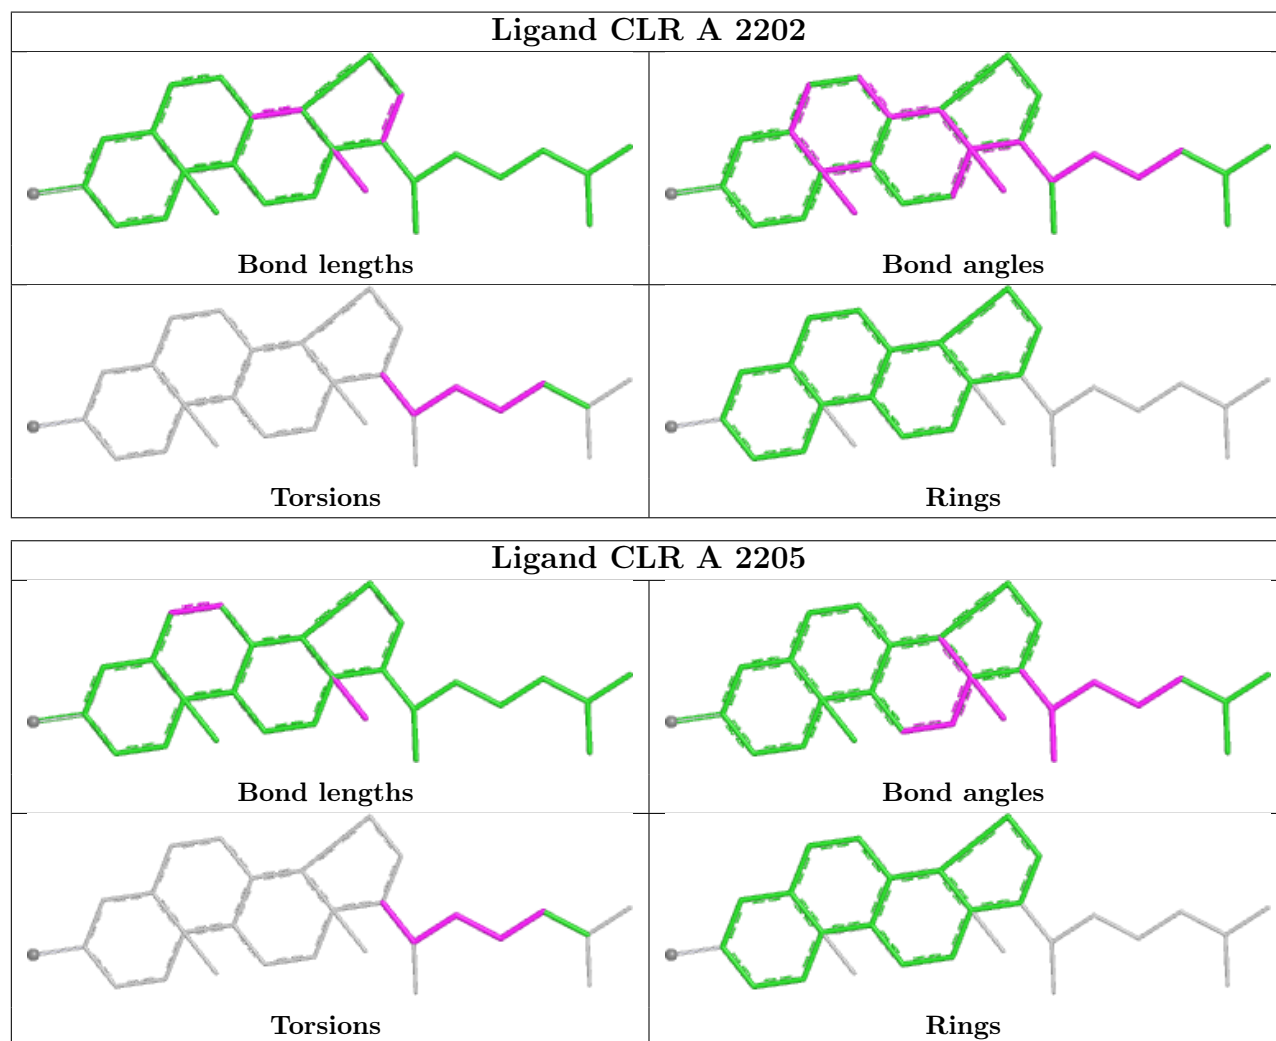 Ligand CLR A 2202
Bond lengths
Bond angles
Torsions
Rings
Ligand CLR A 2205
Bond lengths
Bond angles
Torsions
Rings